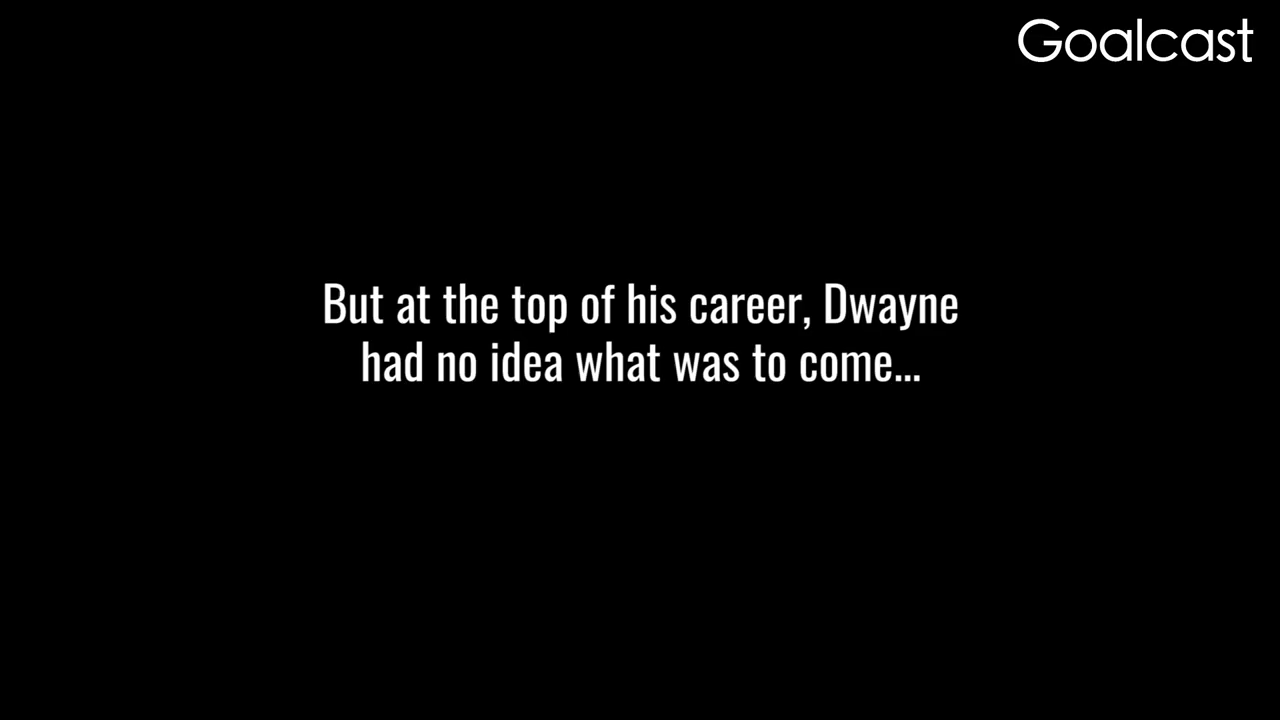 Goalcast
But at the top of his career, Dwayne
had no idea what was to come...